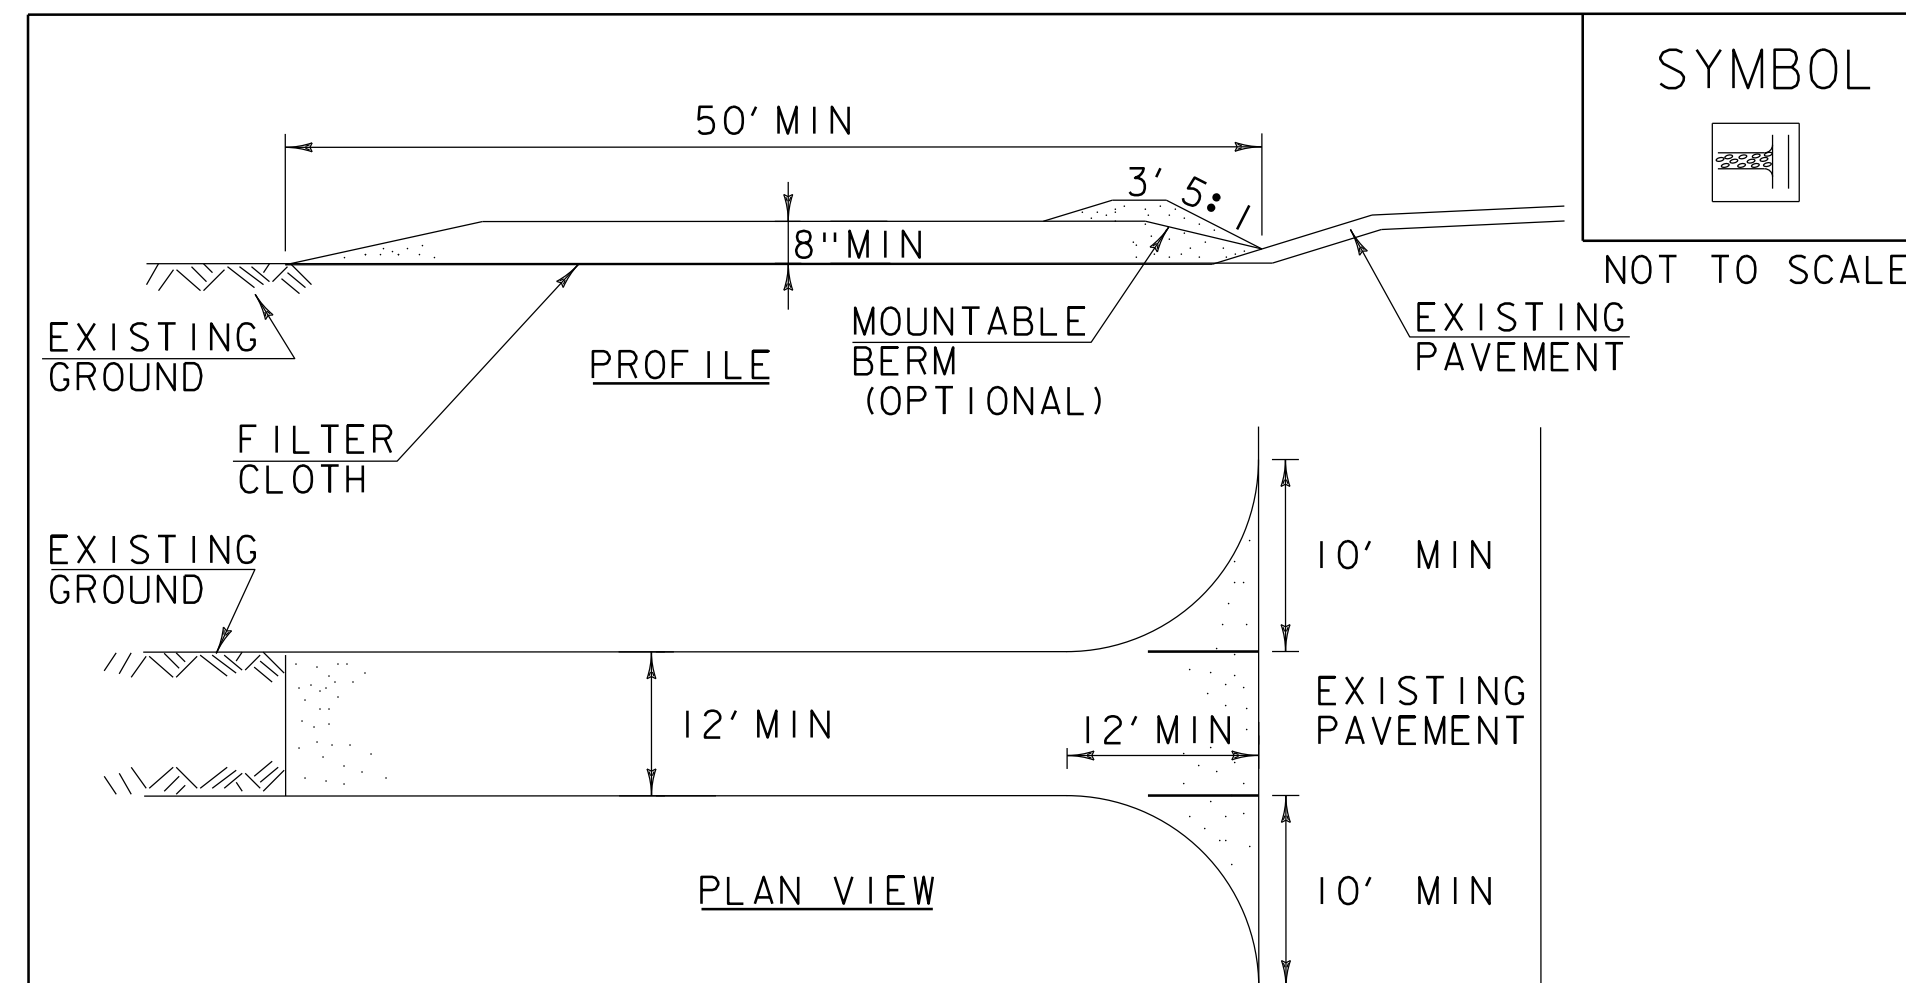 SYMBOL
50' MIN
3' 5:1
8" MIN
NOT TO SCALE
EXISTING
GROUND
PROFILE
MOUNTABLE
BERM
(OPTIONAL)
EXISTING
PAVEMENT
FILTER
CLOTH
EXISTING
GROUND
10' MIN
12' MIN
12' MIN
EXISTING
PAVEMENT
PLAN VIEW
10' MIN